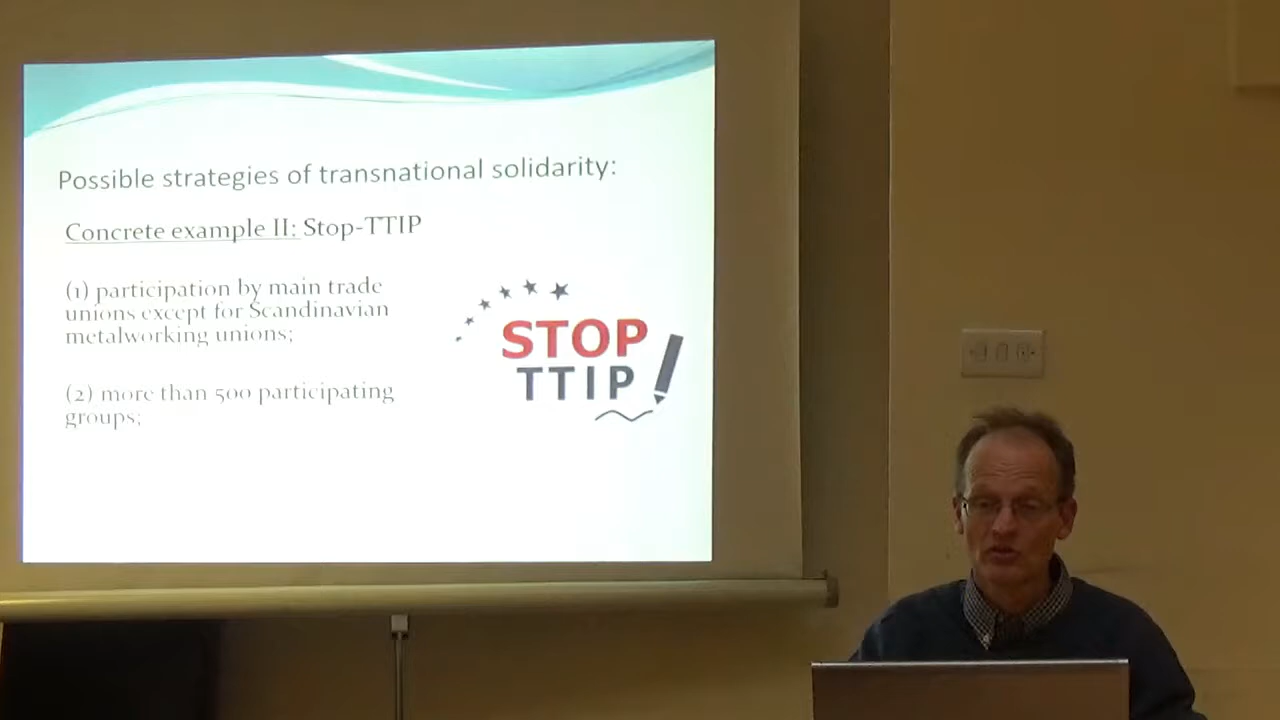 Possible strategies of transnational solidarity:
Concrete example II: Stop-TTIP
(1) participation by main trade
unions except for Scandinavian
metalworking unions;
(2) more than 500 participating
groups;
STOP
TTIP